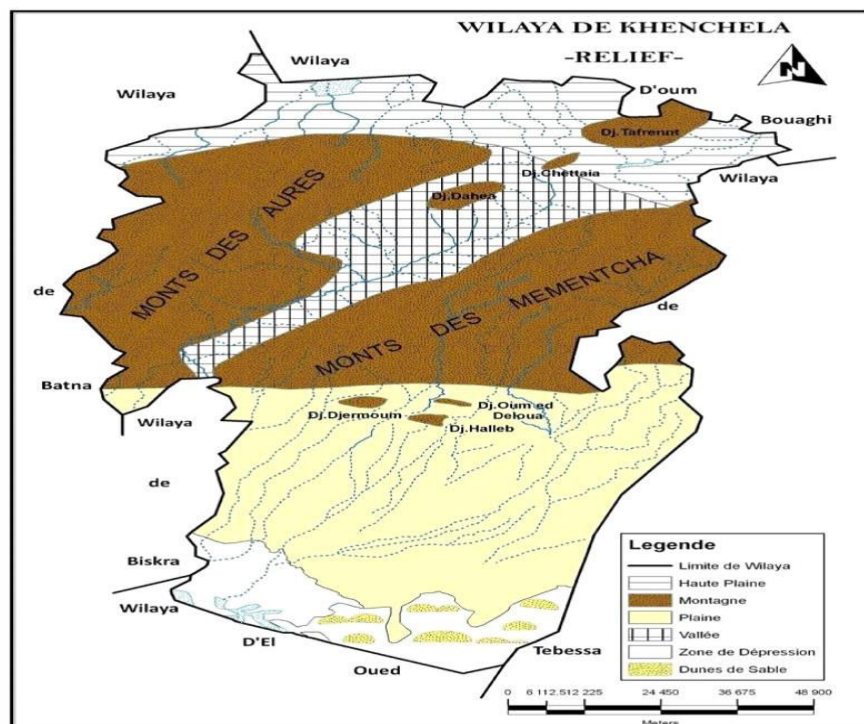 WILAYA DE KHENCHELA
-RELIEF-
N
Wilaya
Wilaya
D'oum
Bouaghi
Dj.Tafrennt
Dj.Chettaia
Wilaya
Dj.Dahea
MONTS DES AURES
MONTS DES MEMENTCHA
de
de
Batna
Wilaya
Dj.Djermoum
Dj.Oum ed
Deloua
Dj.Halleb
de
Biskra
Wilaya
D'El
Oued
Tebessa
Legende
Limite de Wilaya
Haute Plaine
Montagne
Plaine
Vallée
Zone de Dépression
Dunes de Sable
0 6 112.512 225 24 450 36 675 48 900
Meters